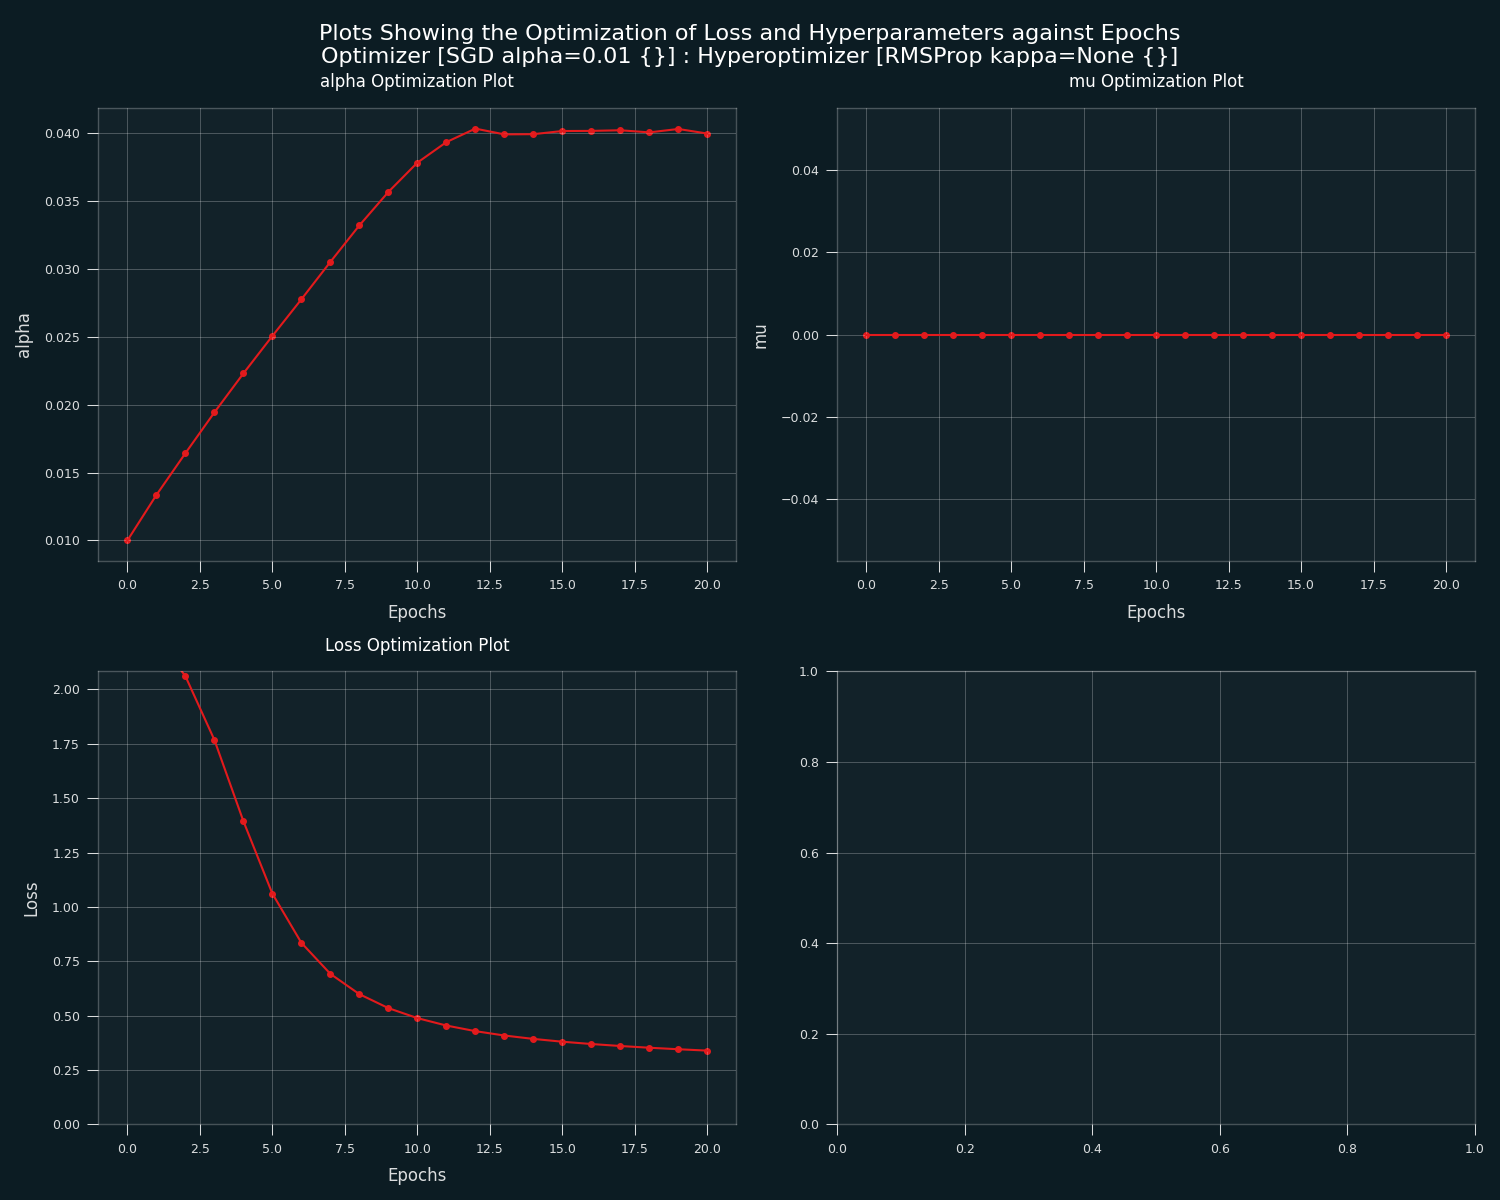 Plots Showing the Optimization of Loss and Hyperparameters against Epochs
Optimizer [SGD alpha=0.01 {}] : Hyperoptimizer [RMSProp kappa=None {}]
alpha Optimization Plot
0.040
0.035
0.030
0.025
0.020
0.015
0.010
alpha
0.0 2.5 5.0 7.5 10.0 12.5 15.0 17.5 20.0
Epochs
mu Optimization Plot
0.04
0.02
0.00
−0.02
−0.04
mu
0.0 2.5 5.0 7.5 10.0 12.5 15.0 17.5 20.0
Epochs
Loss Optimization Plot
2.00
1.75
1.50
1.25
1.00
0.75
0.50
0.25
0.00
Loss
0.0 2.5 5.0 7.5 10.0 12.5 15.0 17.5 20.0
Epochs
1.0
0.8
0.6
0.4
0.2
0.0
0.0 0.2 0.4 0.6 0.8 1.0